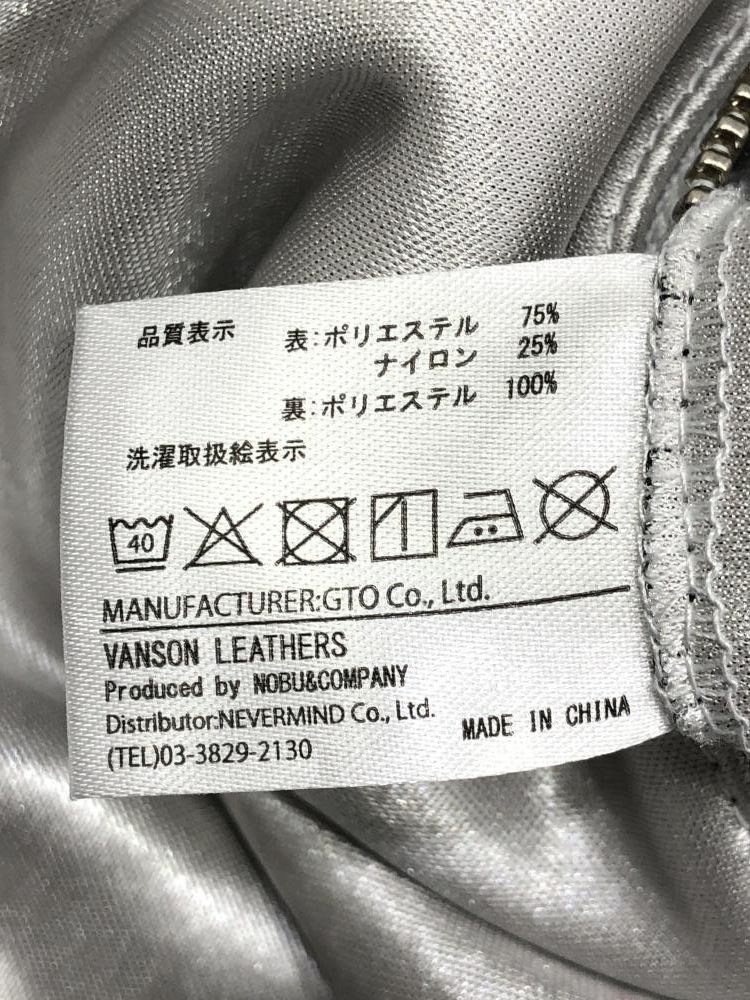 品質表示 表:ポリエステル 75%
ナイロン 25%
裏:ポリエステル 100%
洗濯取扱絵表示
40
MANUFACTURER:GTO Co., Ltd.
VANSON LEATHERS
Produced by NOBU&COMPANY
Distributor:NEVERMIND Co., Ltd.
(TEL)03-3829-2130
MADE IN CHINA